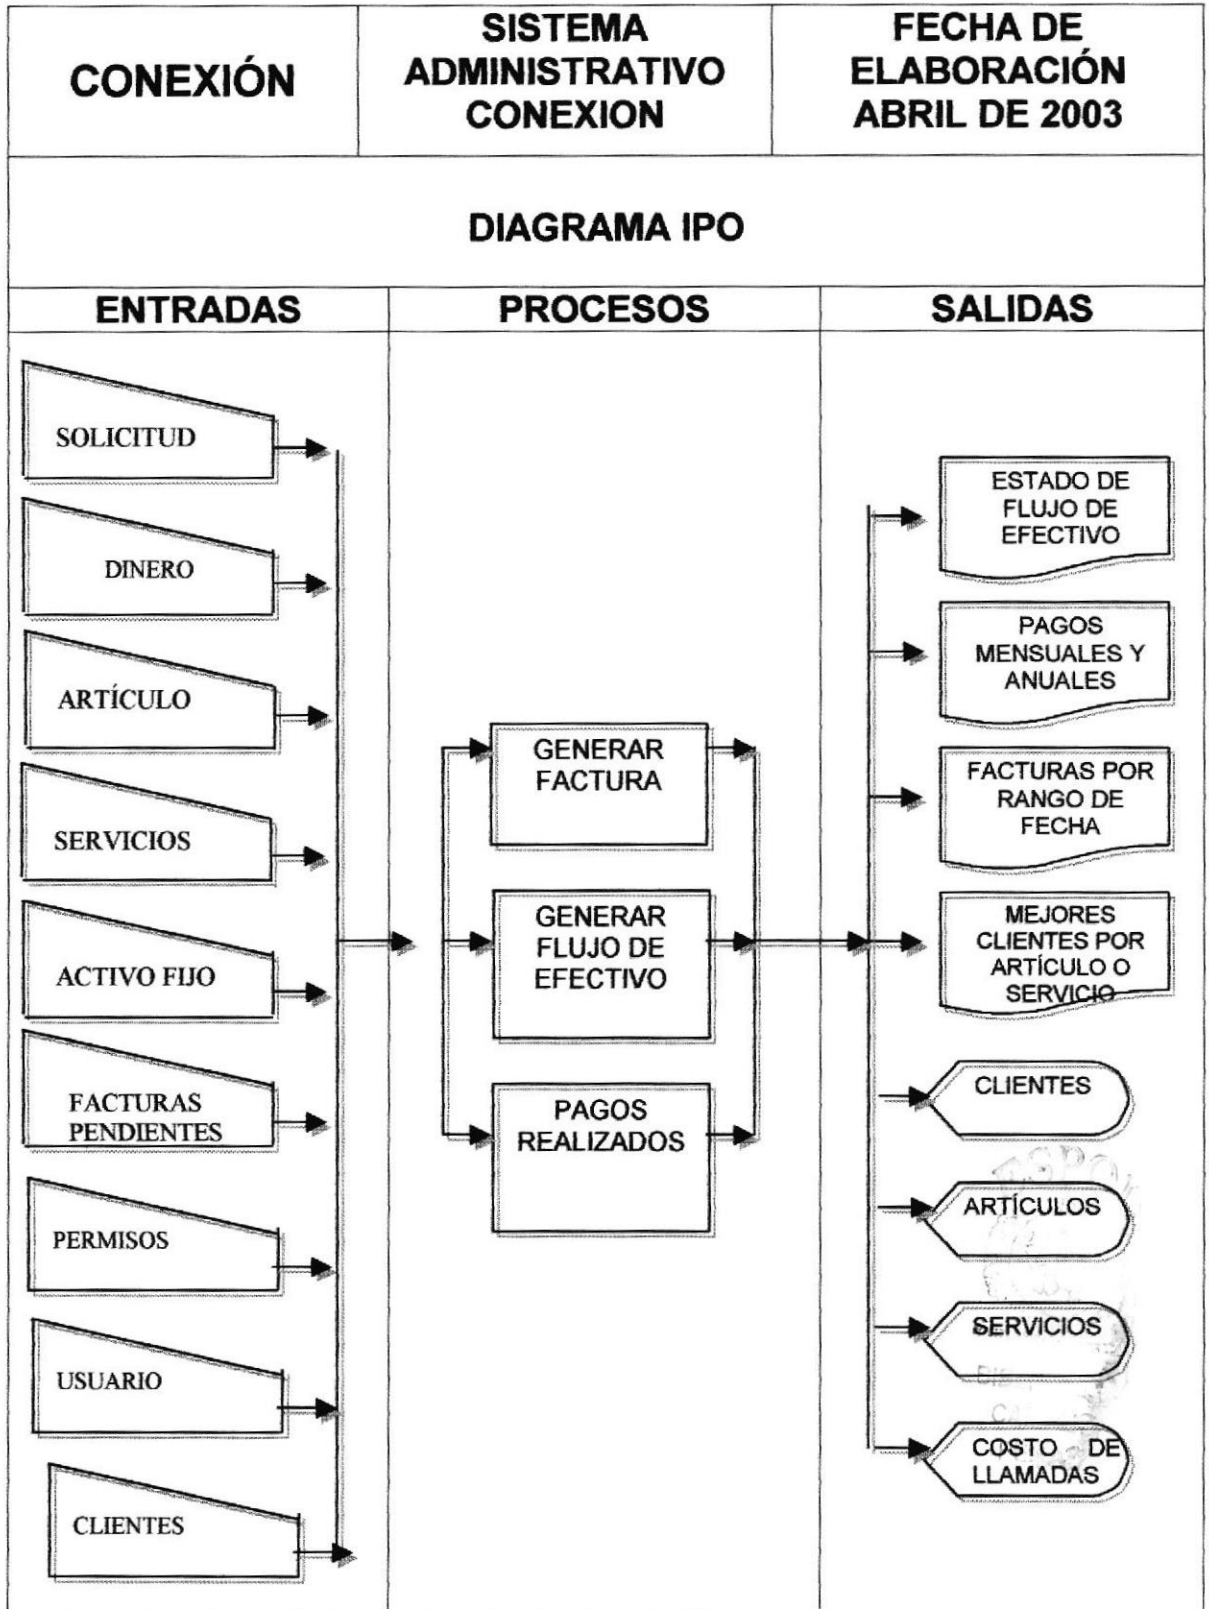 CONEXIÓN
SISTEMA
ADMINISTRATIVO
CONEXION
FECHA DE
ELABORACIÓN
ABRIL DE 2003
DIAGRAMA IPO
ENTRADAS
PROCESOS
SALIDAS
SOLICITUD
DINERO
ARTÍCULO
SERVICIOS
ACTIVO FIJO
FACTURAS
PENDIENTES
PERMISOS
USUARIO
CLIENTES
GENERAR
FACTURA
GENERAR
FLUJO DE
EFECTIVO
PAGOS
REALIZADOS
ESTADO DE
FLUJO DE
EFECTIVO
PAGOS
MENSUALES Y
ANUALES
FACTURAS POR
RANGO DE
FECHA
MEJORES
CLIENTES POR
ARTÍCULO O
SERVICIO
CLIENTES
ARTÍCULOS
SERVICIOS
COSTO DE
LLAMADAS